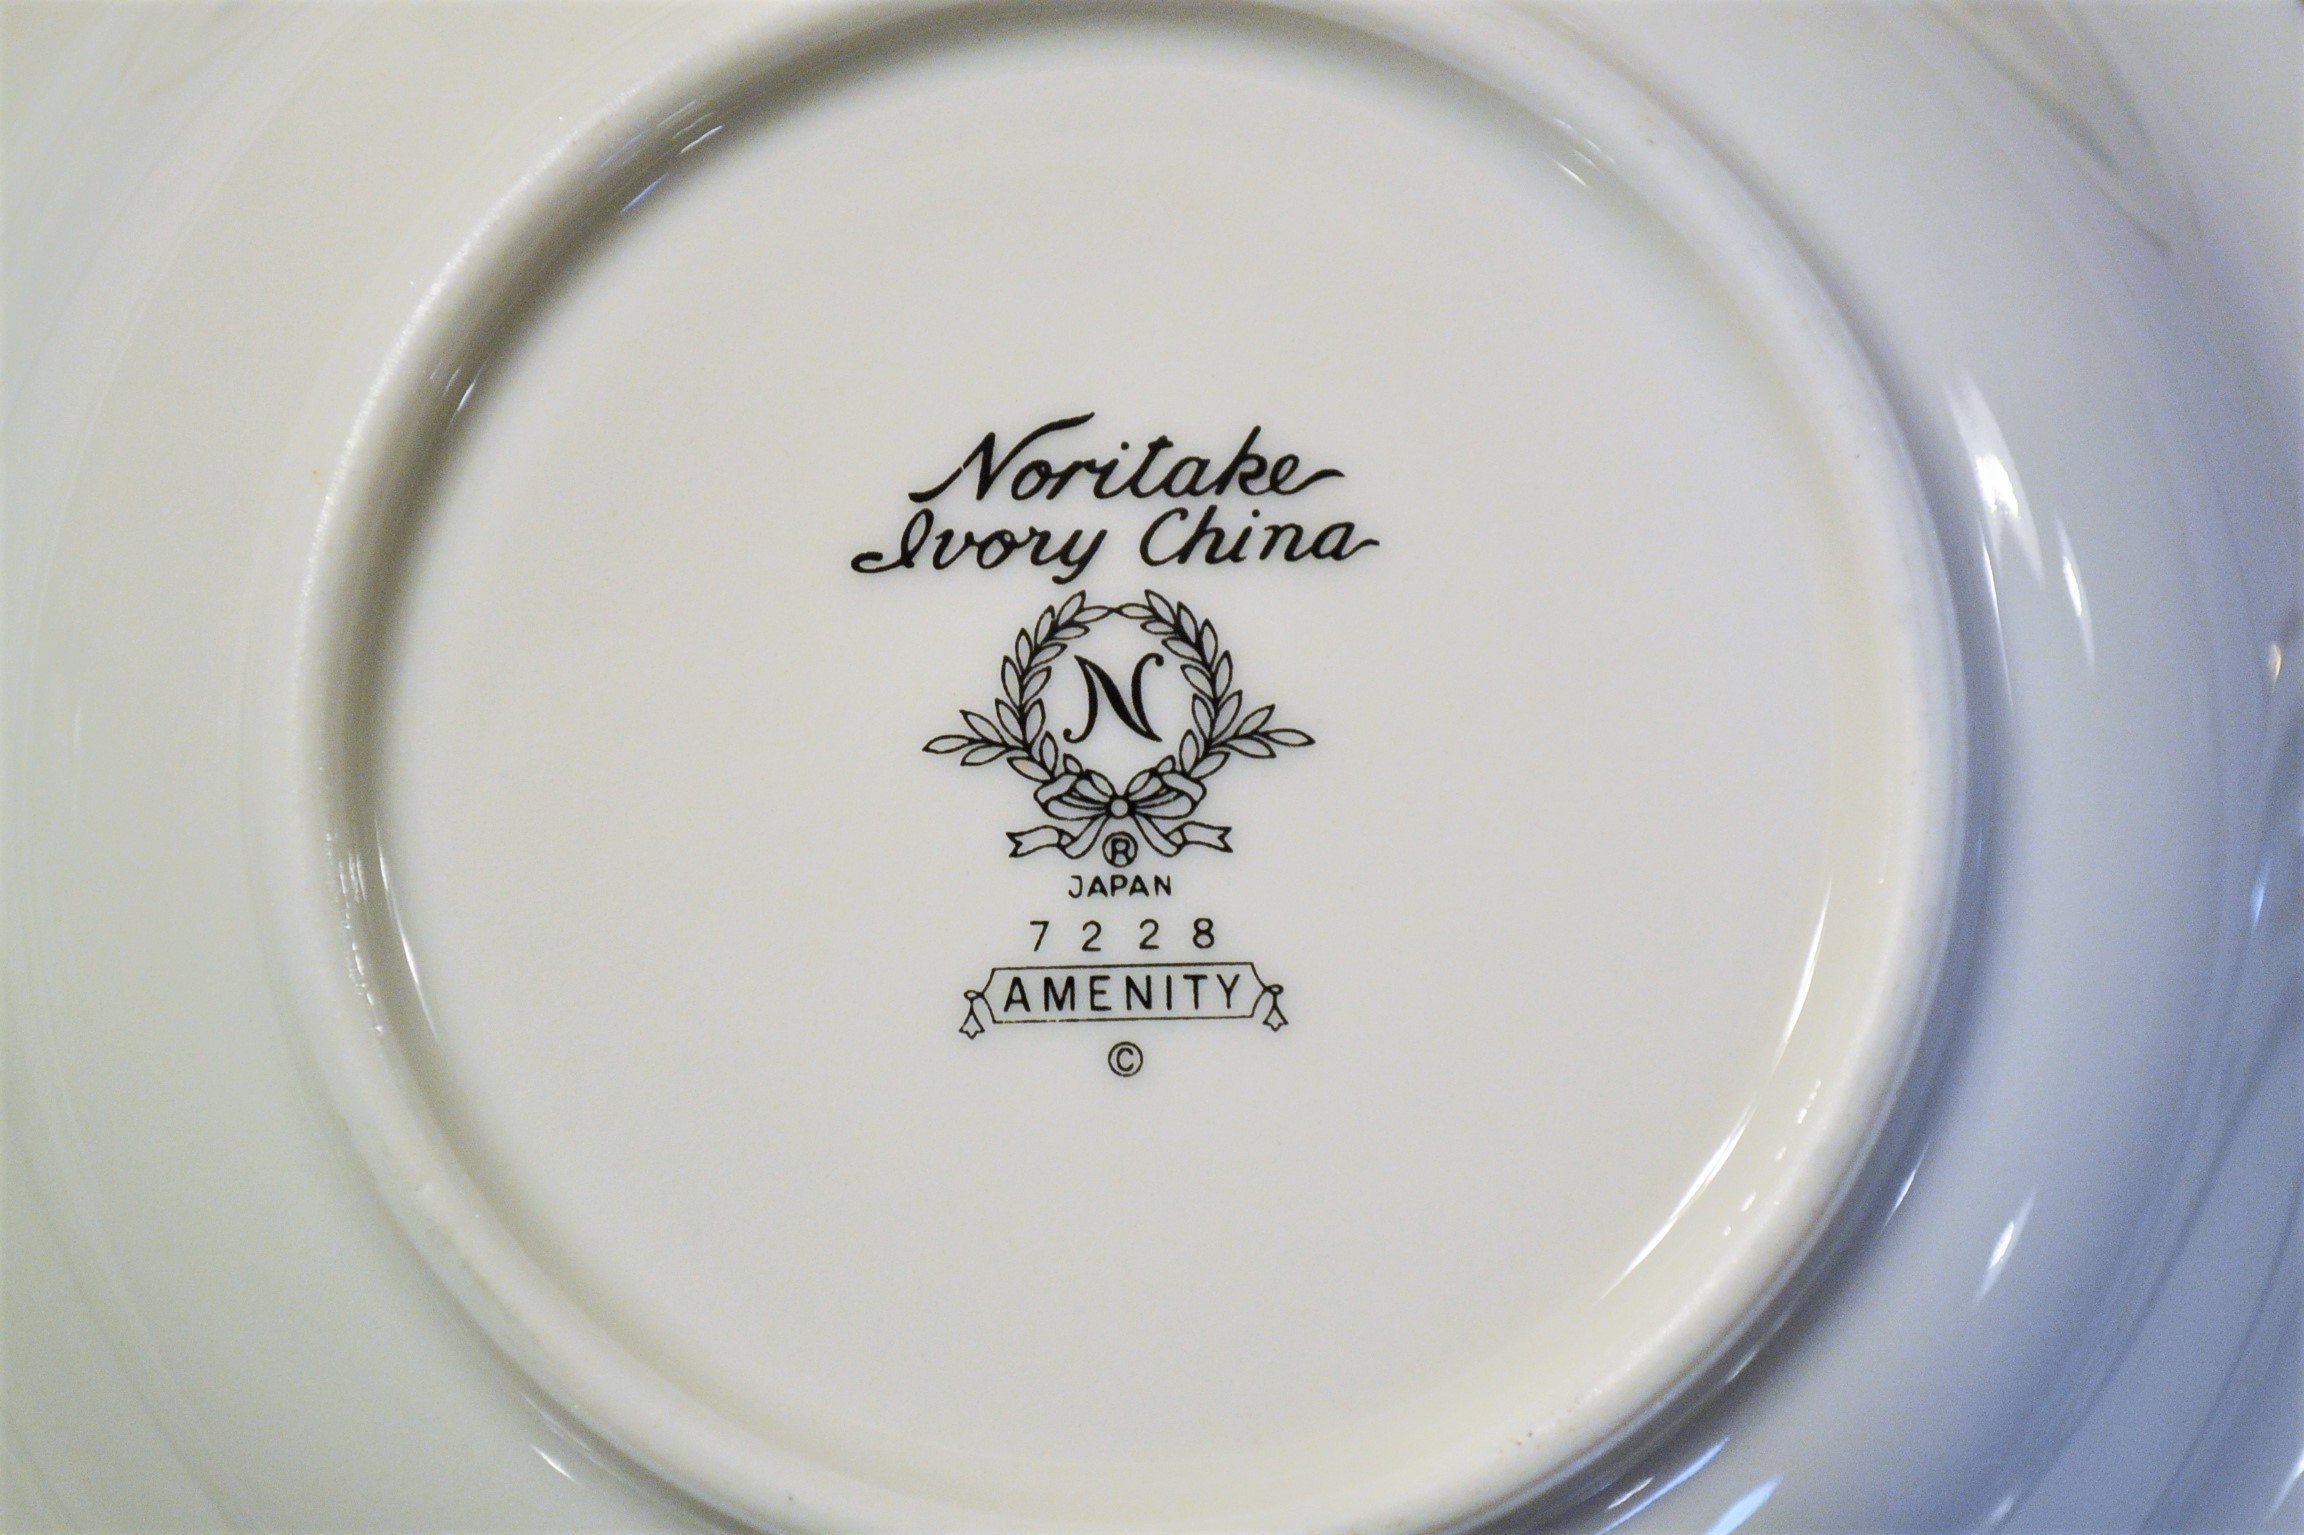 Noritake
Ivory China
N
®
JAPAN
7228
AMENITY
©